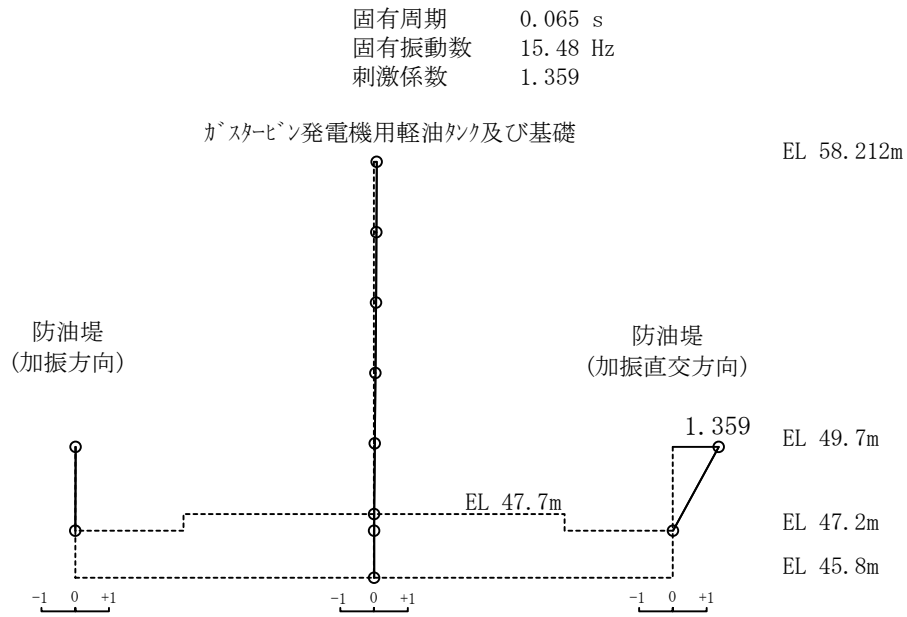 固有周期 0.065 s
固有振動数 15.48 Hz
刺激係数 1.359
ｶﾞｽﾀｰﾋﾞﾝ発電機用軽油ﾀﾝｸ及び基礎
EL 58.212m
防油堤
(加振方向)
防油堤
(加振直交方向)
1.359
EL 49.7m
EL 47.7m
EL 47.2m
EL 45.8m
-1 0 +1
-1 0 +1
-1 0 +1